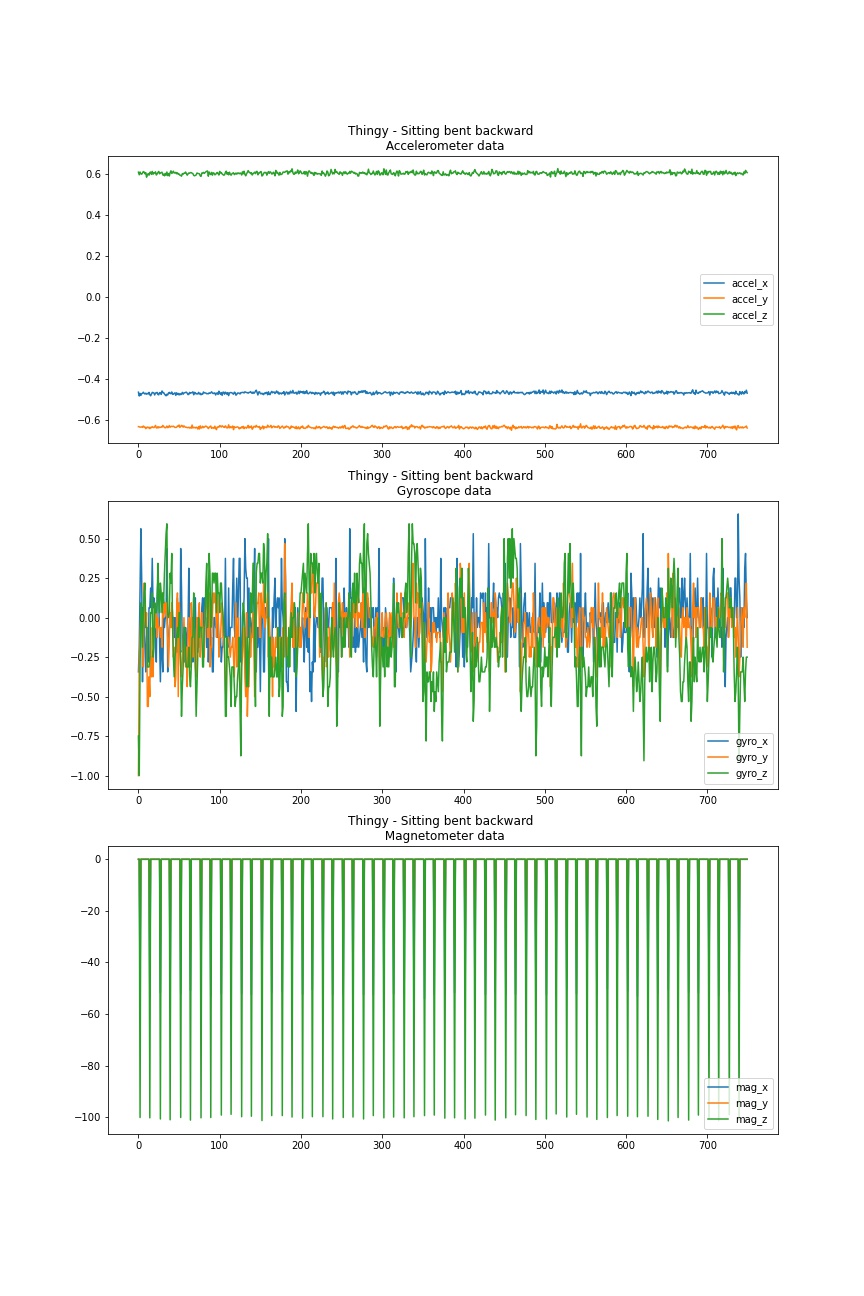 Thingy - Sitting bent backward
Accelerometer data
0.6
0.4
0.2
0.0
−0.2
−0.4
−0.6
accel_x
accel_y
accel_z
0 100 200 300 400 500 600 700
Thingy - Sitting bent backward
Gyroscope data
0.50
0.25
0.00
−0.25
−0.50
−0.75
−1.00
gyro_x
gyro_y
gyro_z
0 100 200 300 400 500 600 700
Thingy - Sitting bent backward
Magnetometer data
0
−20
−40
−60
−80
−100
mag_x
mag_y
mag_z
0 100 200 300 400 500 600 700